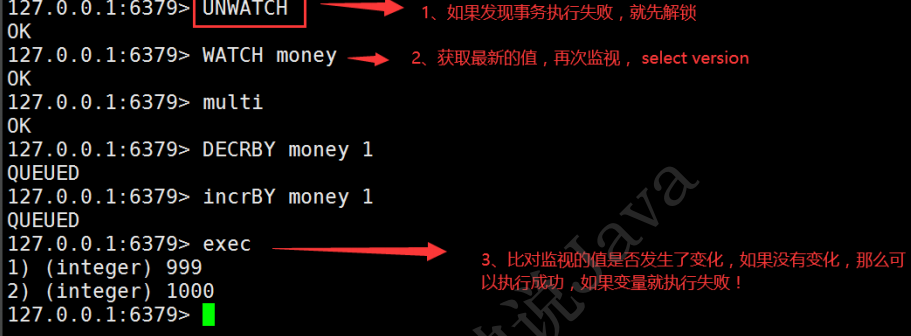 127.0.0.1:6379> UNWATCH
1、如果发现事务执行失败，就先解锁
OK
127.0.0.1:6379> WATCH money
2、获取最新的值，再次监视， select version
OK
127.0.0.1:6379> multi
OK
127.0.0.1:6379> DECRBY money 1
QUEUED
127.0.0.1:6379> incrBY money 1
QUEUED
127.0.0.1:6379> exec
1) (integer) 999
2) (integer) 1000
127.0.0.1:6379>
3、比对监视的值是否发生了变化，如果没有变化，那么可
以执行成功，如果变量就执行失败！
说Java